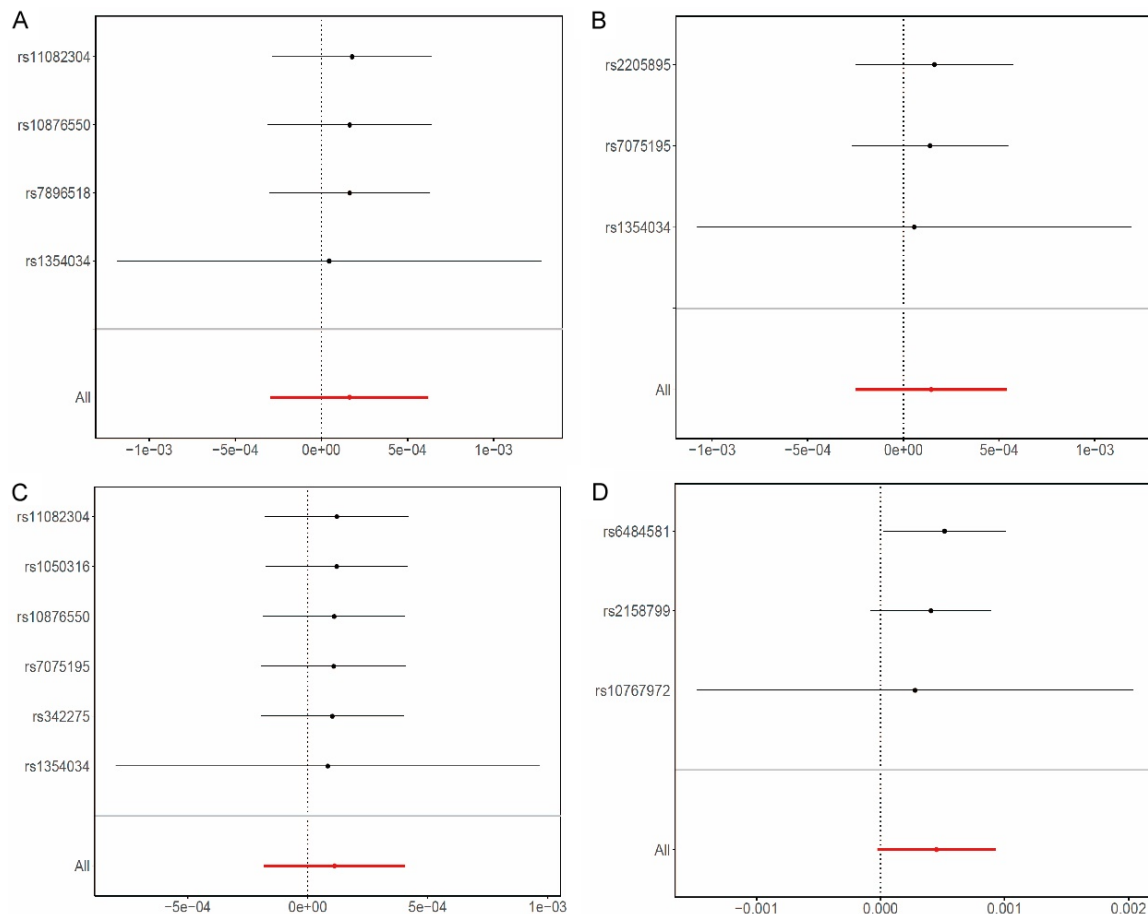 A
rs11082304
rs10876550
rs7896518
rs1354034
All
−1e−03 −5e−04 0e+00 5e−04 1e−03
B
rs2205895
rs7075195
rs1354034
All
−1e−03 −5e−04 0e+00 5e−04 1e−03
C
rs11082304
rs1050316
rs10876550
rs7075195
rs342275
rs1354034
All
−5e−04 0e+00 5e−04 1e−03
D
rs6484581
rs2158799
rs10767972
All
−0.001 0.000 0.001 0.002